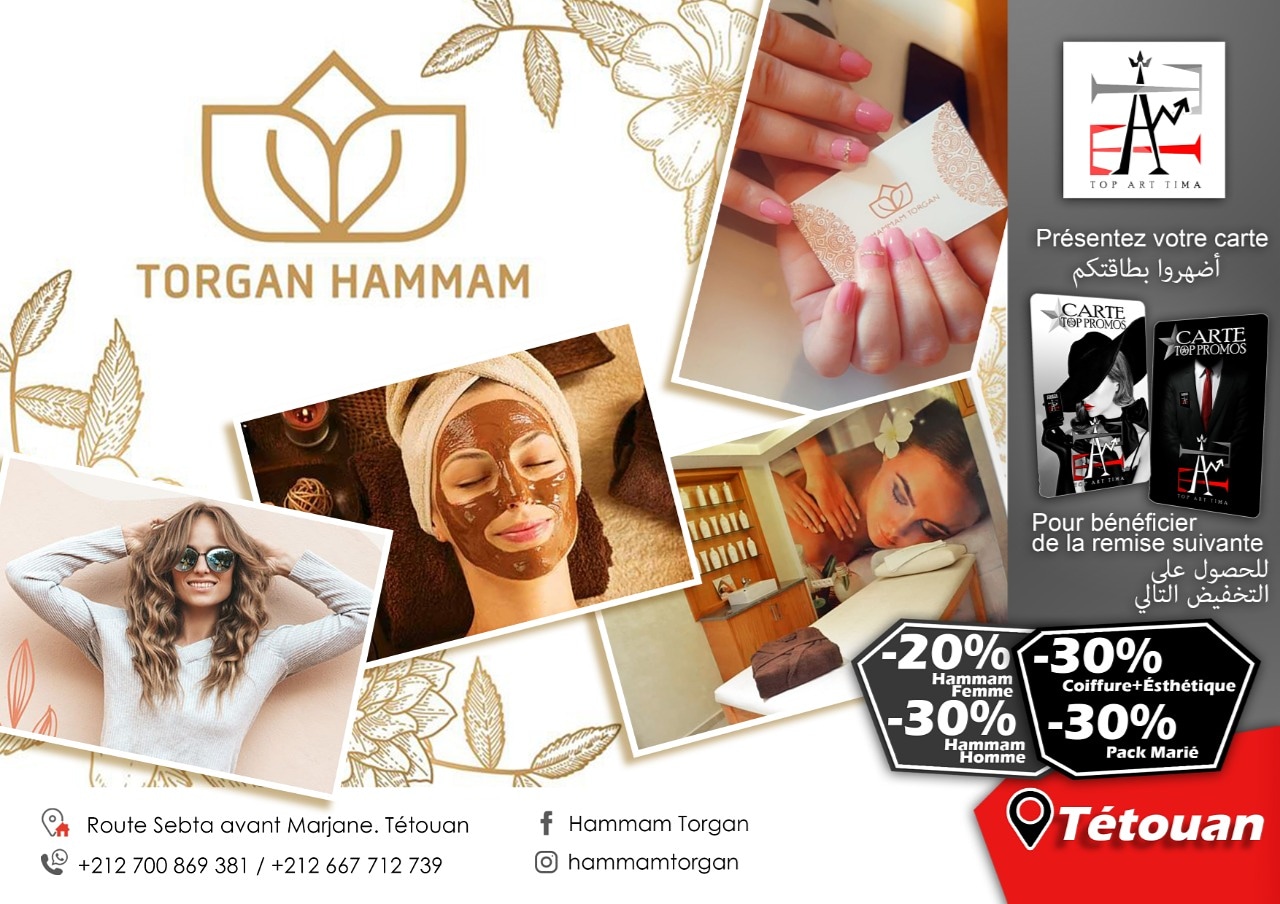 TORGAN HAMMAM
HAMMAM TORGAN
TOP ART TIMA
Présentez votre carte
أضهروا بطاقتكم
CARTE
TOP PROMOS
TOP ART TIMA
CARTE
TOP PROMOS
TOP ART TIMA
Pour bénéficier
de la remise suivante
للحصول على
التخفيض التالي
-20%
Hammam
Femme
-30%
Hammam
Homme
-30%
Coiffure+Ésthétique
-30%
Pack Marié
Tétouan
Route Sebta avant Marjane. Tétouan
+212 700 869 381 / +212 667 712 739
Hammam Torgan
hammamtorgan